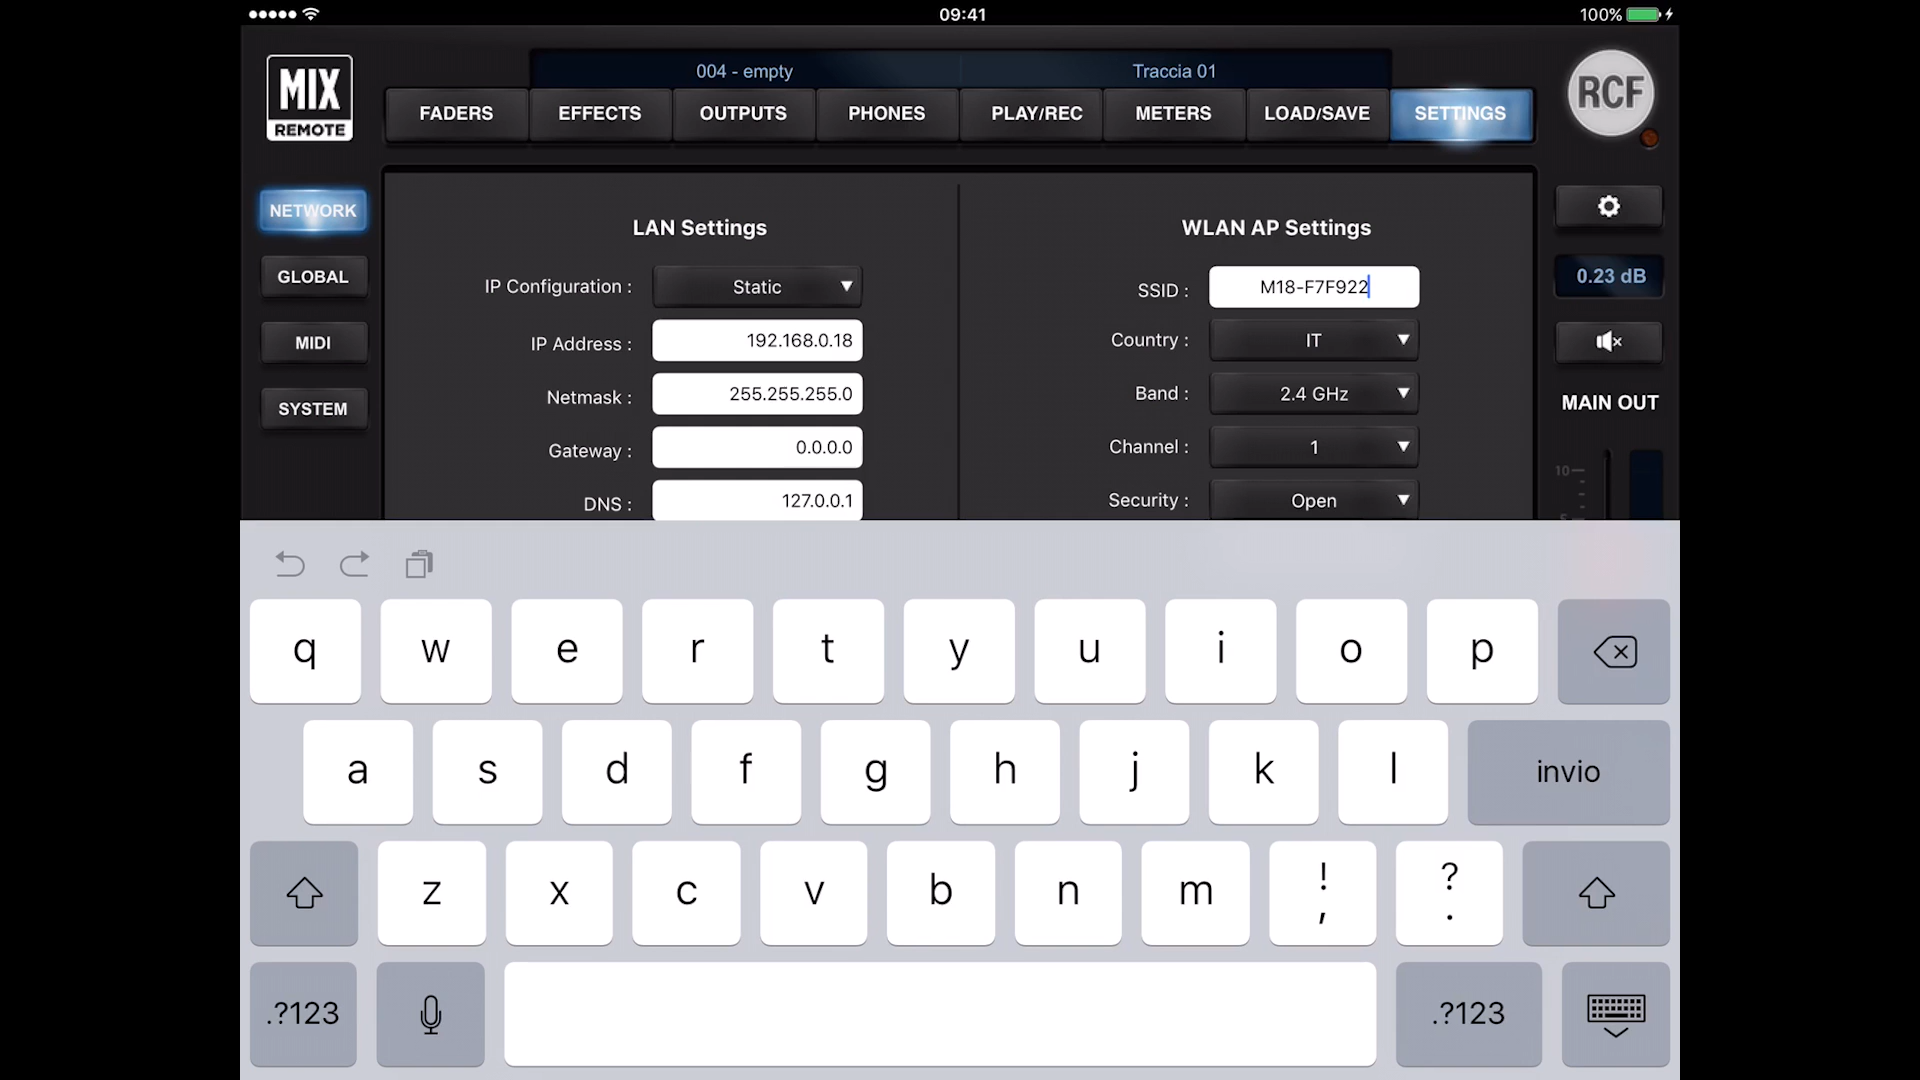 09:41
100%
MIX
REMOTE
004 - empty
Traccia 01
RCF
FADERS
EFFECTS
OUTPUTS
PHONES
PLAY/REC
METERS
LOAD/SAVE
SETTINGS
NETWORK
GLOBAL
MIDI
SYSTEM
LAN Settings
IP Configuration : Static
IP Address : 192.168.0.18
Netmask : 255.255.255.0
Gateway : 0.0.0.0
DNS : 127.0.0.1
WLAN AP Settings
SSID : M18-F7F922
Country : IT
Band : 2.4 GHz
Channel : 1
Security : Open
0.23 dB
MAIN OUT
10
5
q w e r t y u i o p
a s d f g h j k l invio
z x c v b n m ! , ? .
.?123 .?123